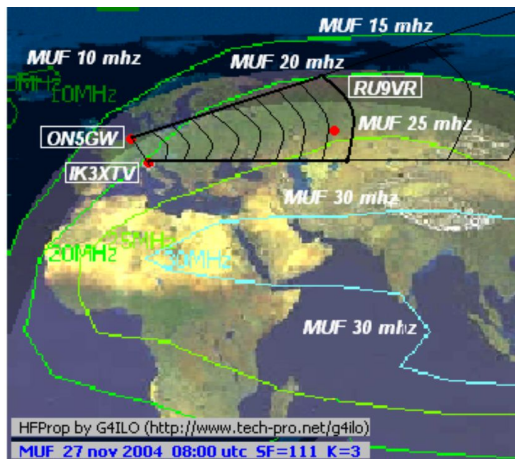 MUF 15 mhz
MUF 10 mhz
MUF 20 mhz
10MHz
RU9VR
ON5GW
MUF 25 mhz
IK3XTV
MUF 30 mhz
20MHz
30MHz
MUF 30 mhz
HFProp by G4ILO (http://www.tech-pro.net/g4ilo)
MUF 27 nov 2004 08:00 utc SF=111 K=3